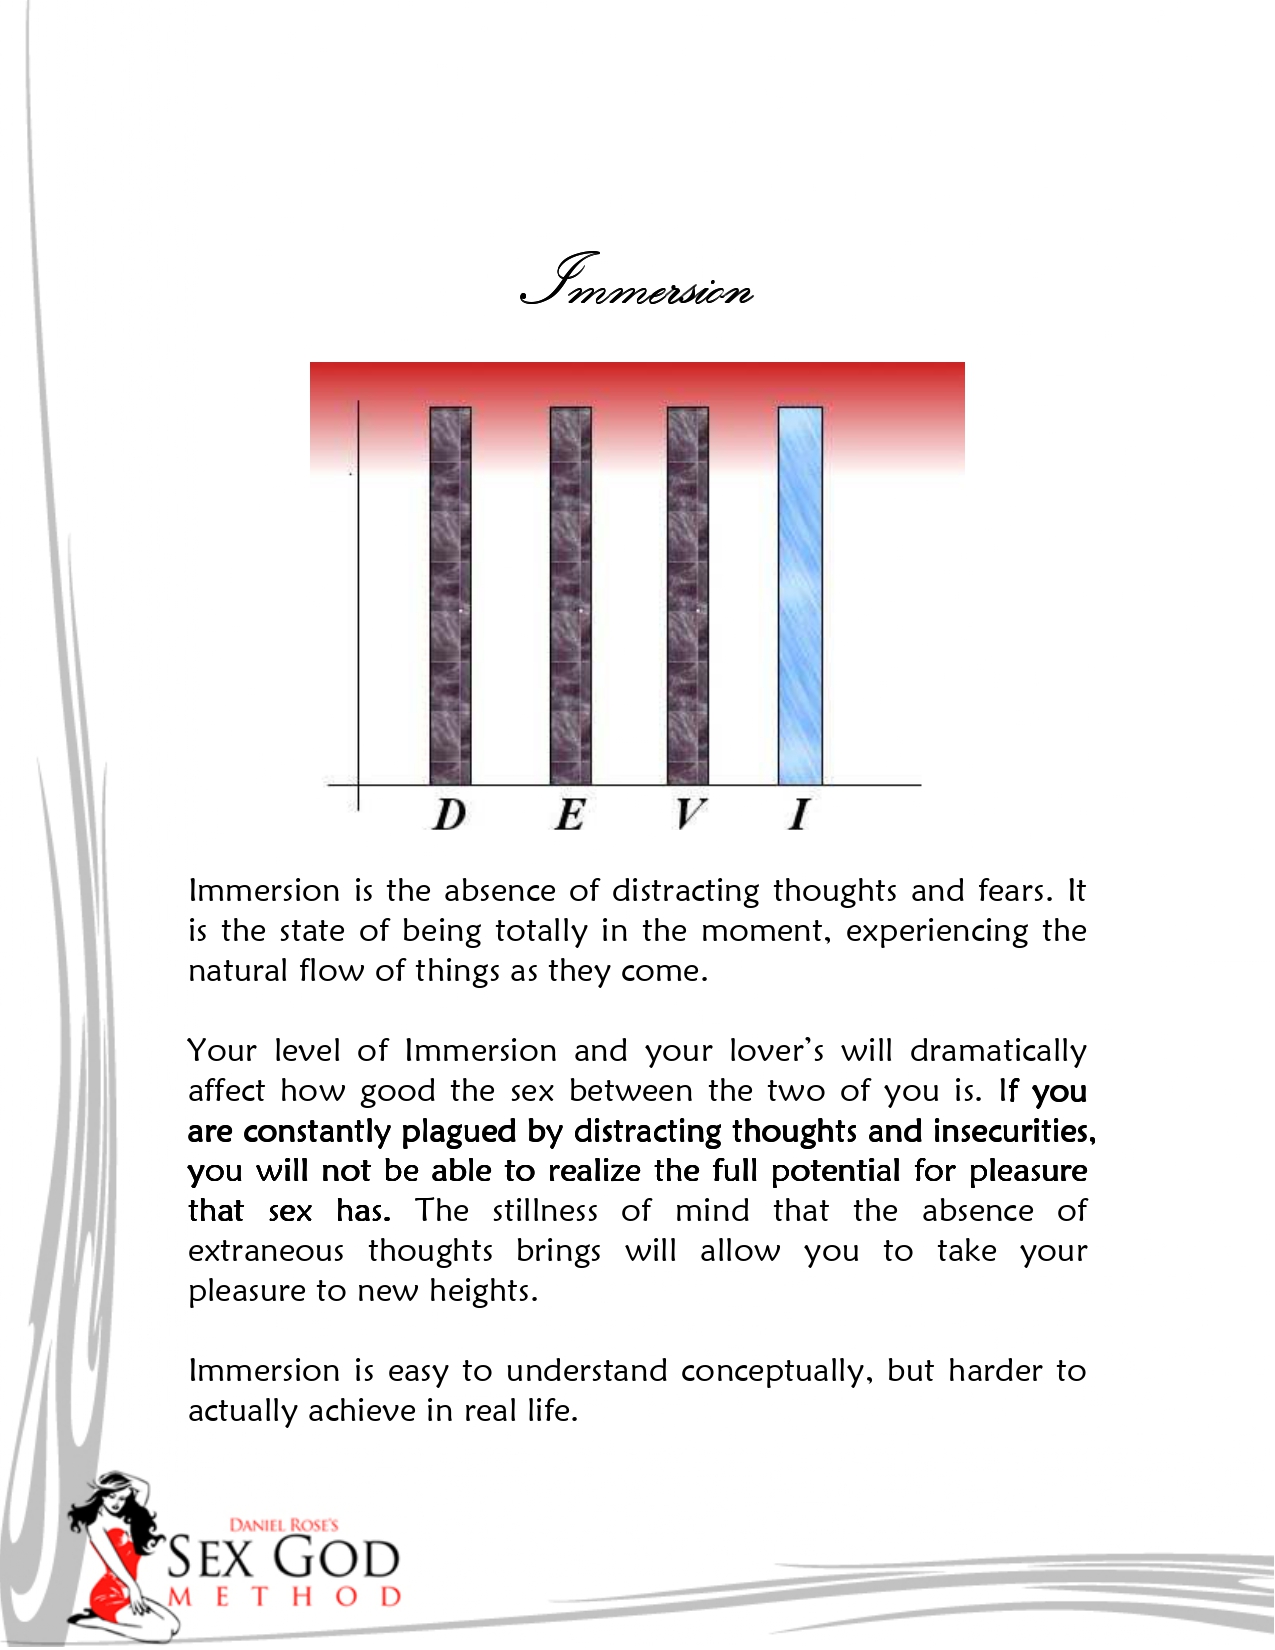 Immersion
D E V I
Immersion is the absence of distracting thoughts and fears. It
is the state of being totally in the moment, experiencing the
natural flow of things as they come.
Your level of Immersion and your lover’s will dramatically
affect how good the sex between the two of you is. If you
are constantly plagued by distracting thoughts and insecurities,
you will not be able to realize the full potential for pleasure
that sex has. The stillness of mind that the absence of
extraneous thoughts brings will allow you to take your
pleasure to new heights.
Immersion is easy to understand conceptually, but harder to
actually achieve in real life.
DANIEL ROSE'S
SEX GOD
METHOD